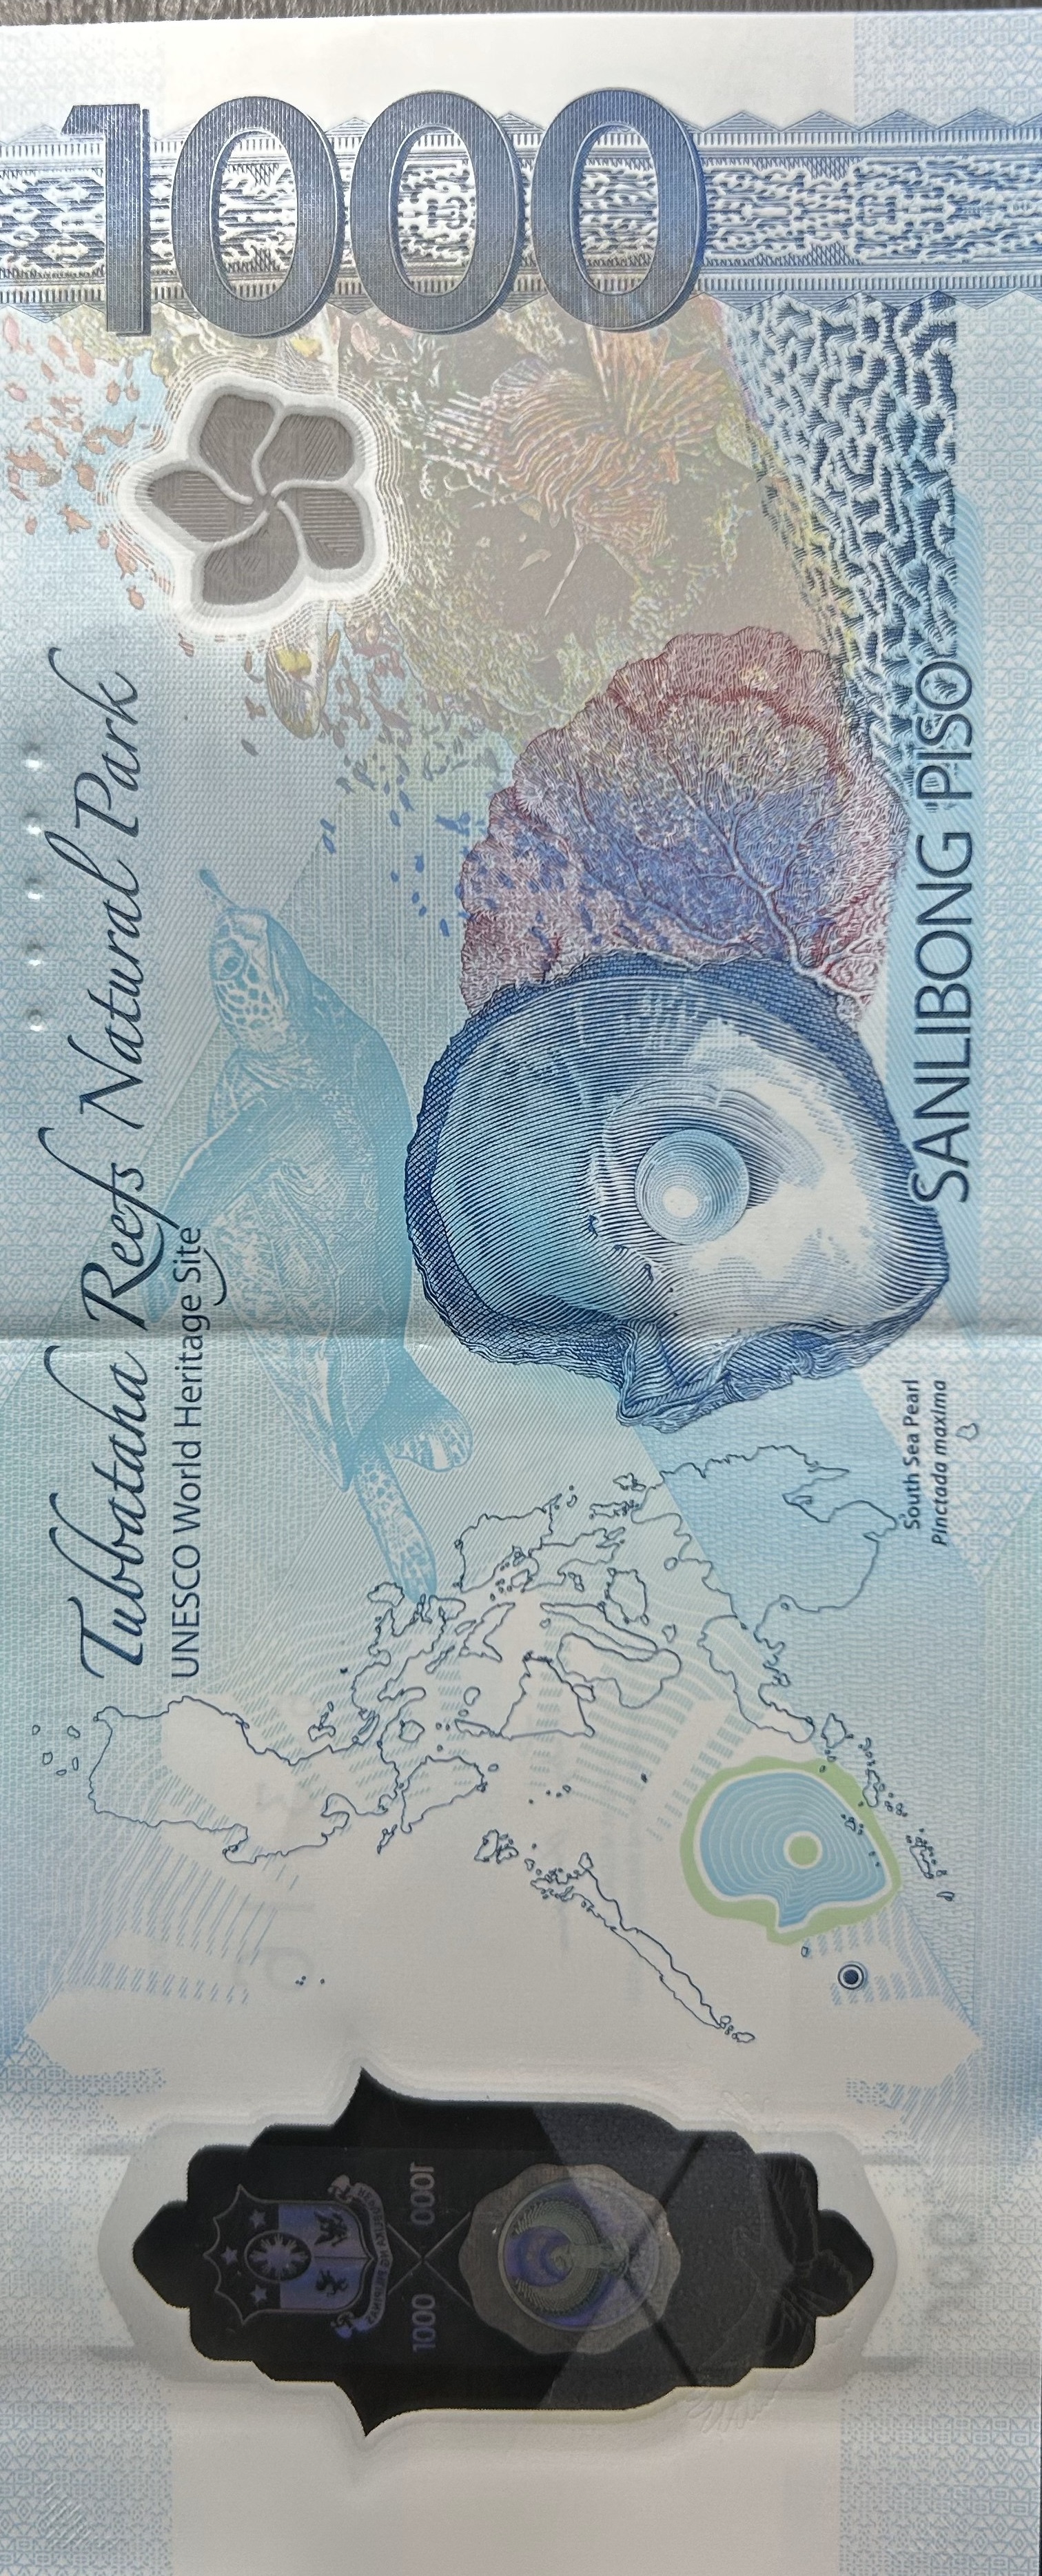 Tubbataha Reefs Natural Park
UNESCO World Heritage Site
1000
South Sea Pearl
Pinctada maxima
SANLIBONG PISO
1000
1000